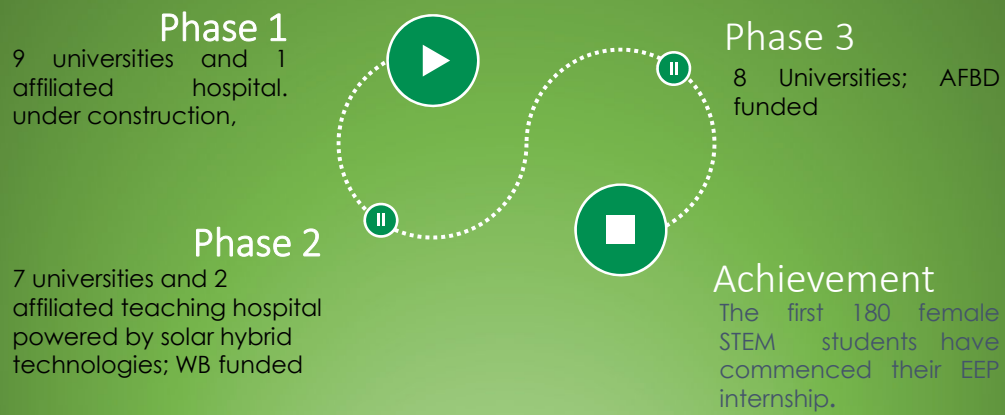 Phase 1
9 universities and 1
affiliated hospital.
under construction,
Phase 2
7 universities and 2
affiliated teaching hospital
powered by solar hybrid
technologies; WB funded
Phase 3
8 Universities; AFBD
funded
Achievement
The first 180 female
STEM students have
commenced their EEP
internship.